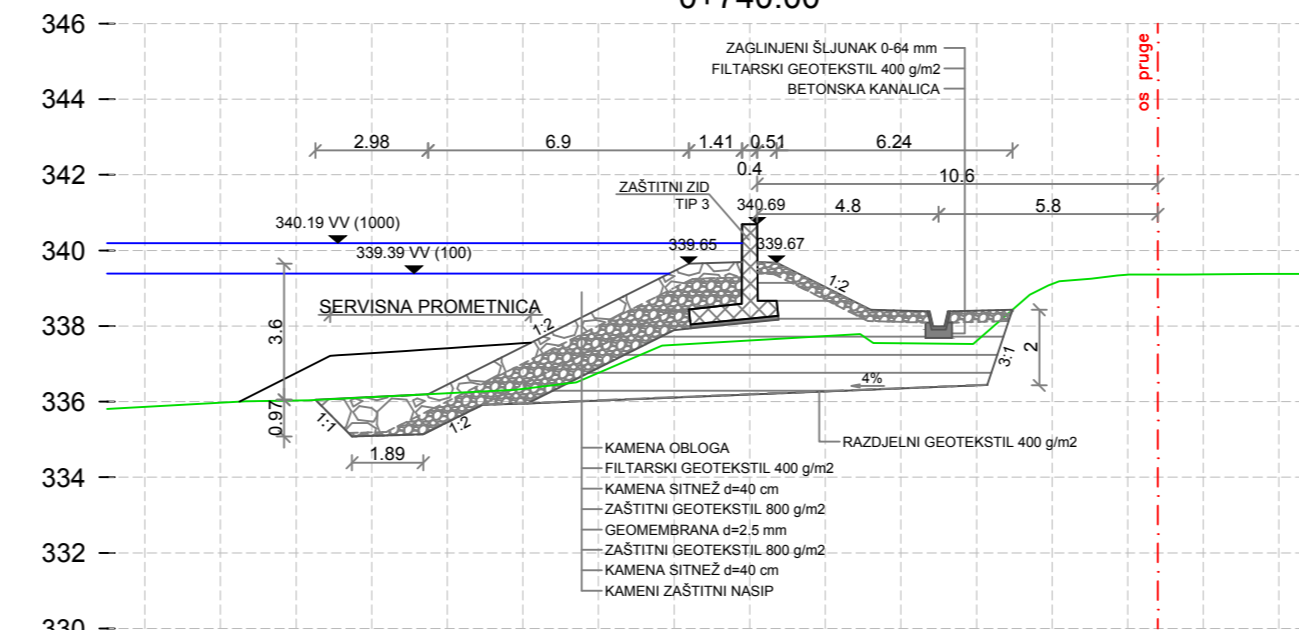 0+740.00
346
344
342
340
338
336
334
332
330
ZAGLINJENI ŠLJUNAK 0-64 mm
FILTARSKI GEOTEKSTIL 400 g/m2
BETONSKA KANALICA
os pruge
2.98
6.9
1.41
0.51
6.24
0.4
10.6
ZAŠTITNI ZID
TIP 3
340.69
4.8
5.8
340.19 VV (1000)
339.39 VV (100)
339.65
339.67
SERVISNA PROMETNICA
1:2
1:2
3.6
0.97
1:1
1:2
1.89
4%
3:1
2
RAZDJELNI GEOTEKSTIL 400 g/m2
KAMENA OBLOGA
FILTARSKI GEOTEKSTIL 400 g/m2
KAMENA SITNEŽ d=40 cm
ZAŠTITNI GEOTEKSTIL 800 g/m2
GEOMEMBRANA d=2.5 mm
ZAŠTITNI GEOTEKSTIL 800 g/m2
KAMENA SITNEŽ d=40 cm
KAMENI ZAŠTITNI NASIP